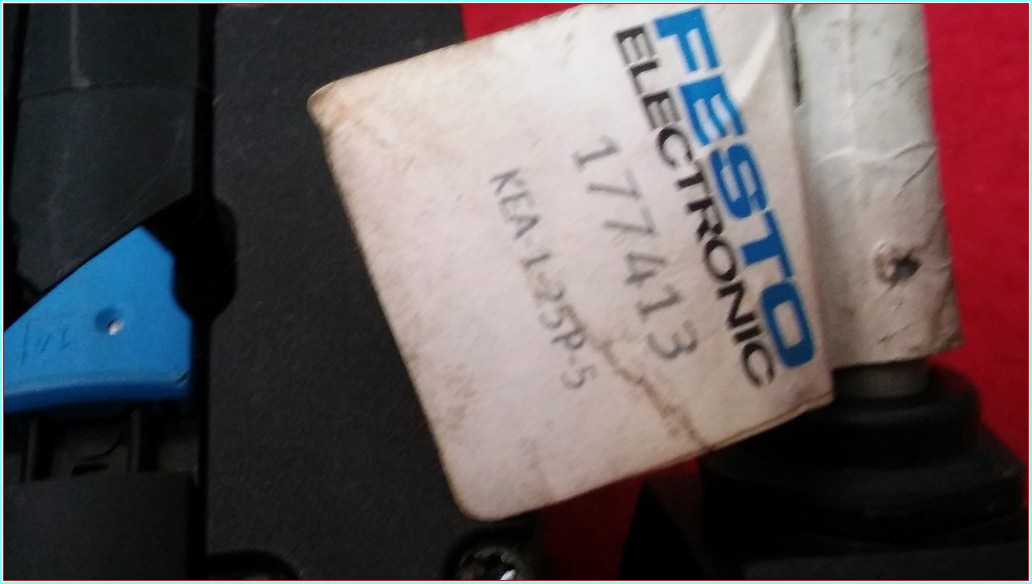 FESTO
ELECTRONIC
177413
KEA-1-25P-5